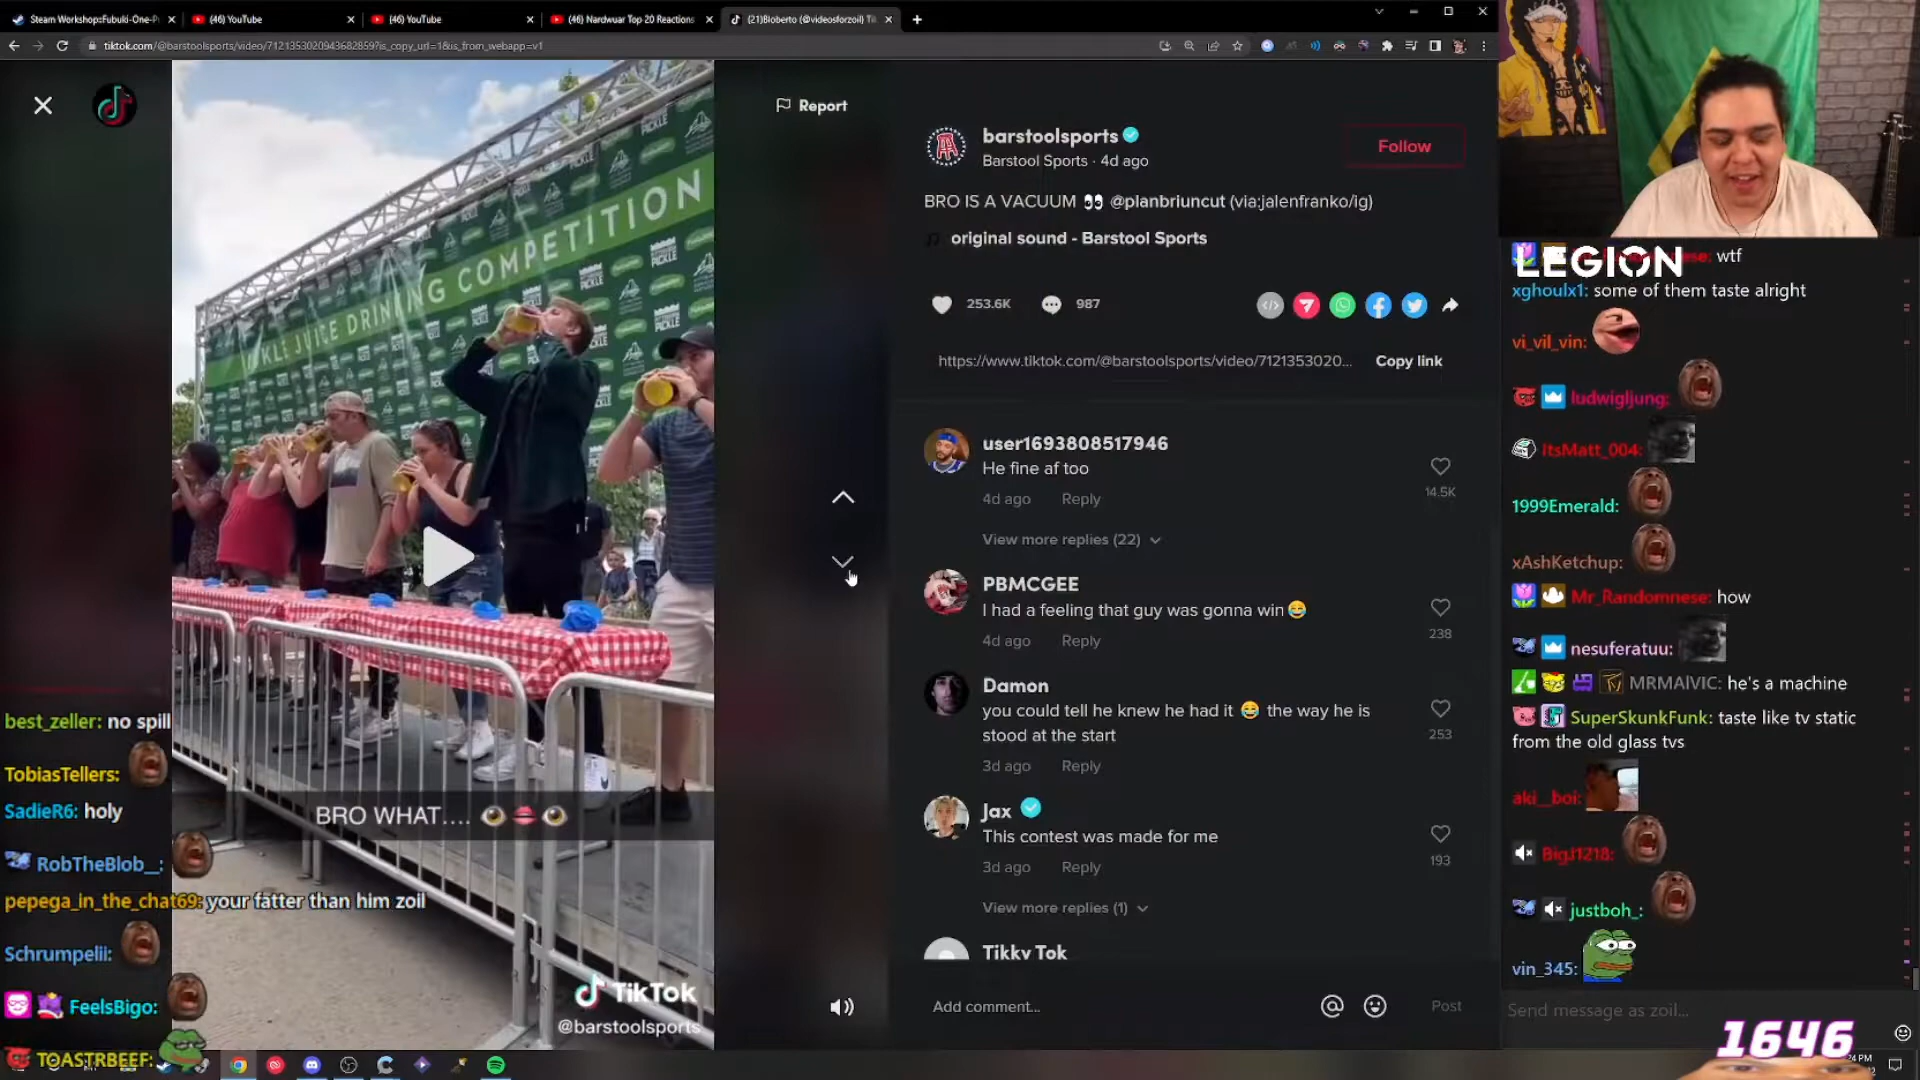 Steam Workshop:Fubuki-One-P
(46) YouTube
(46) YouTube
(46) Nardwuar Top 20 Reactions
(21)Bioberto (@videosforzoil) Ti
tiktok.com/@barstoolsports/video/7121353020943682859?is_copy_url=1&is_from_webapp=v1
Report
PICKLE
KLE JUICE DRINKING COMPETITION
BRO WHAT.... 👁️👄👁️
TikTok
@barstoolsports
barstoolsports
Barstool Sports · 4d ago
Follow
BRO IS A VACUUM 👀 @planbriuncut (via:jalenfranko/ig)
original sound - Barstool Sports
253.6K
987
https://www.tiktok.com/@barstoolsports/video/7121353020...
Copy link
user1693808517946
He fine af too
14.5K
4d ago Reply
View more replies (22)
PBMCGEE
I had a feeling that guy was gonna win 😂
238
4d ago Reply
Damon
you could tell he knew he had it 😂 the way he is
stood at the start
253
3d ago Reply
Jax
This contest was made for me
193
3d ago Reply
View more replies (1)
Tikky Tok
Add comment...
Post
best_zeller: no spill
TobiasTellers:
SadieR6: holy
RobTheBlob__:
pepega_in_the_chat69: your fatter than him zoil
Schrumpelii:
FeelsBigo:
TOASTRBEEF:
LEGION
wtf
xghoulx1: some of them taste alright
vi_vil_vin:
ludwigljung:
ItsMatt_004:
1999Emerald:
xAshKetchup:
Mr_Randomnese: how
nesuferatuu:
MRMAIVIC: he's a machine
SuperSkunkFunk: taste like tv static
from the old glass tvs
aki__boi:
BigJ1218:
justboh_:
vin_345:
Send message as zoil...
1646